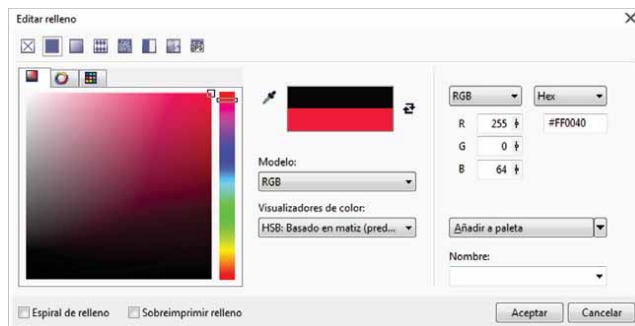 Editar relleno
RGB
Hex
R 255
#FF0040
G 0
B 64
Modelo:
RGB
Visualizadores de color:
HSB: Basado en matiz (pred...
Añadir a paleta
Nombre:
Espiral de relleno
Sobreimprimir relleno
Aceptar
Cancelar